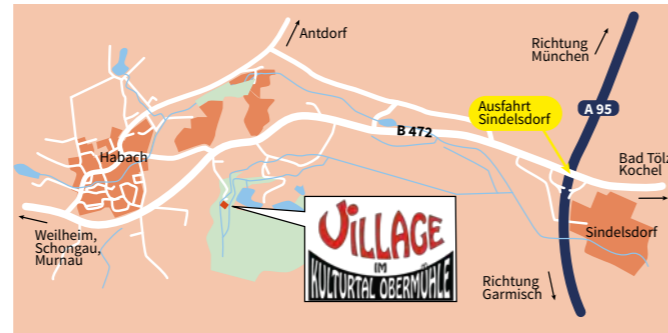 Antdorf
Richtung
München
Ausfahrt
Sindelsdorf
A 95
B 472
Habach
Bad Tölz
Kochel
Weilheim,
Schongau,
Murnau
VILLAGE
IM
KULTURTAL OBERMÜHLE
Sindelsdorf
Richtung
Garmisch